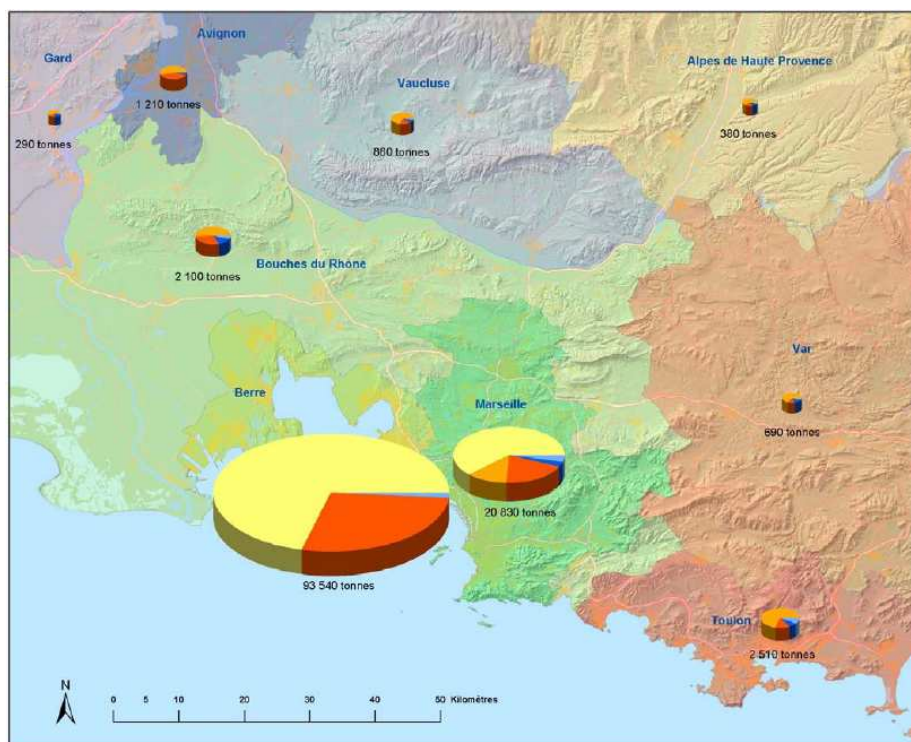 Avignon
Gard
1 210 tonnes
290 tonnes
Vaucluse
860 tonnes
Alpes de Haute Provence
380 tonnes
Bouches du Rhône
2 100 tonnes
Var
690 tonnes
Berre
Marseille
93 540 tonnes
20 830 tonnes
Toulon
2 510 tonnes
N
0 5 10 20 30 40 50 Kilomètres